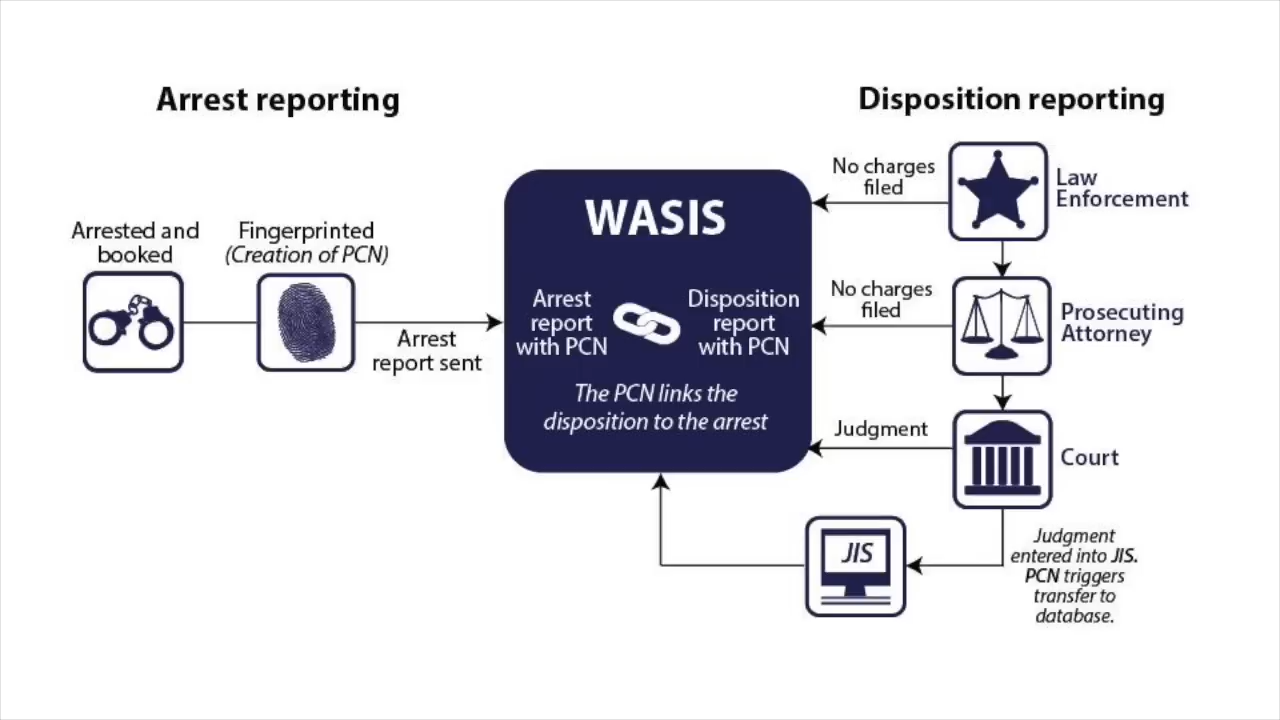 Arrest reporting
Disposition reporting
Arrested and
booked
Fingerprinted
(Creation of PCN)
Arrest
report sent
WASIS
Arrest
report
with PCN
Disposition
report
with PCN
The PCN links the
disposition to the arrest
No charges
filed
Law
Enforcement
No charges
filed
Prosecuting
Attorney
Judgment
Court
JIS
Judgment
entered into JIS.
PCN triggers
transfer to
database.